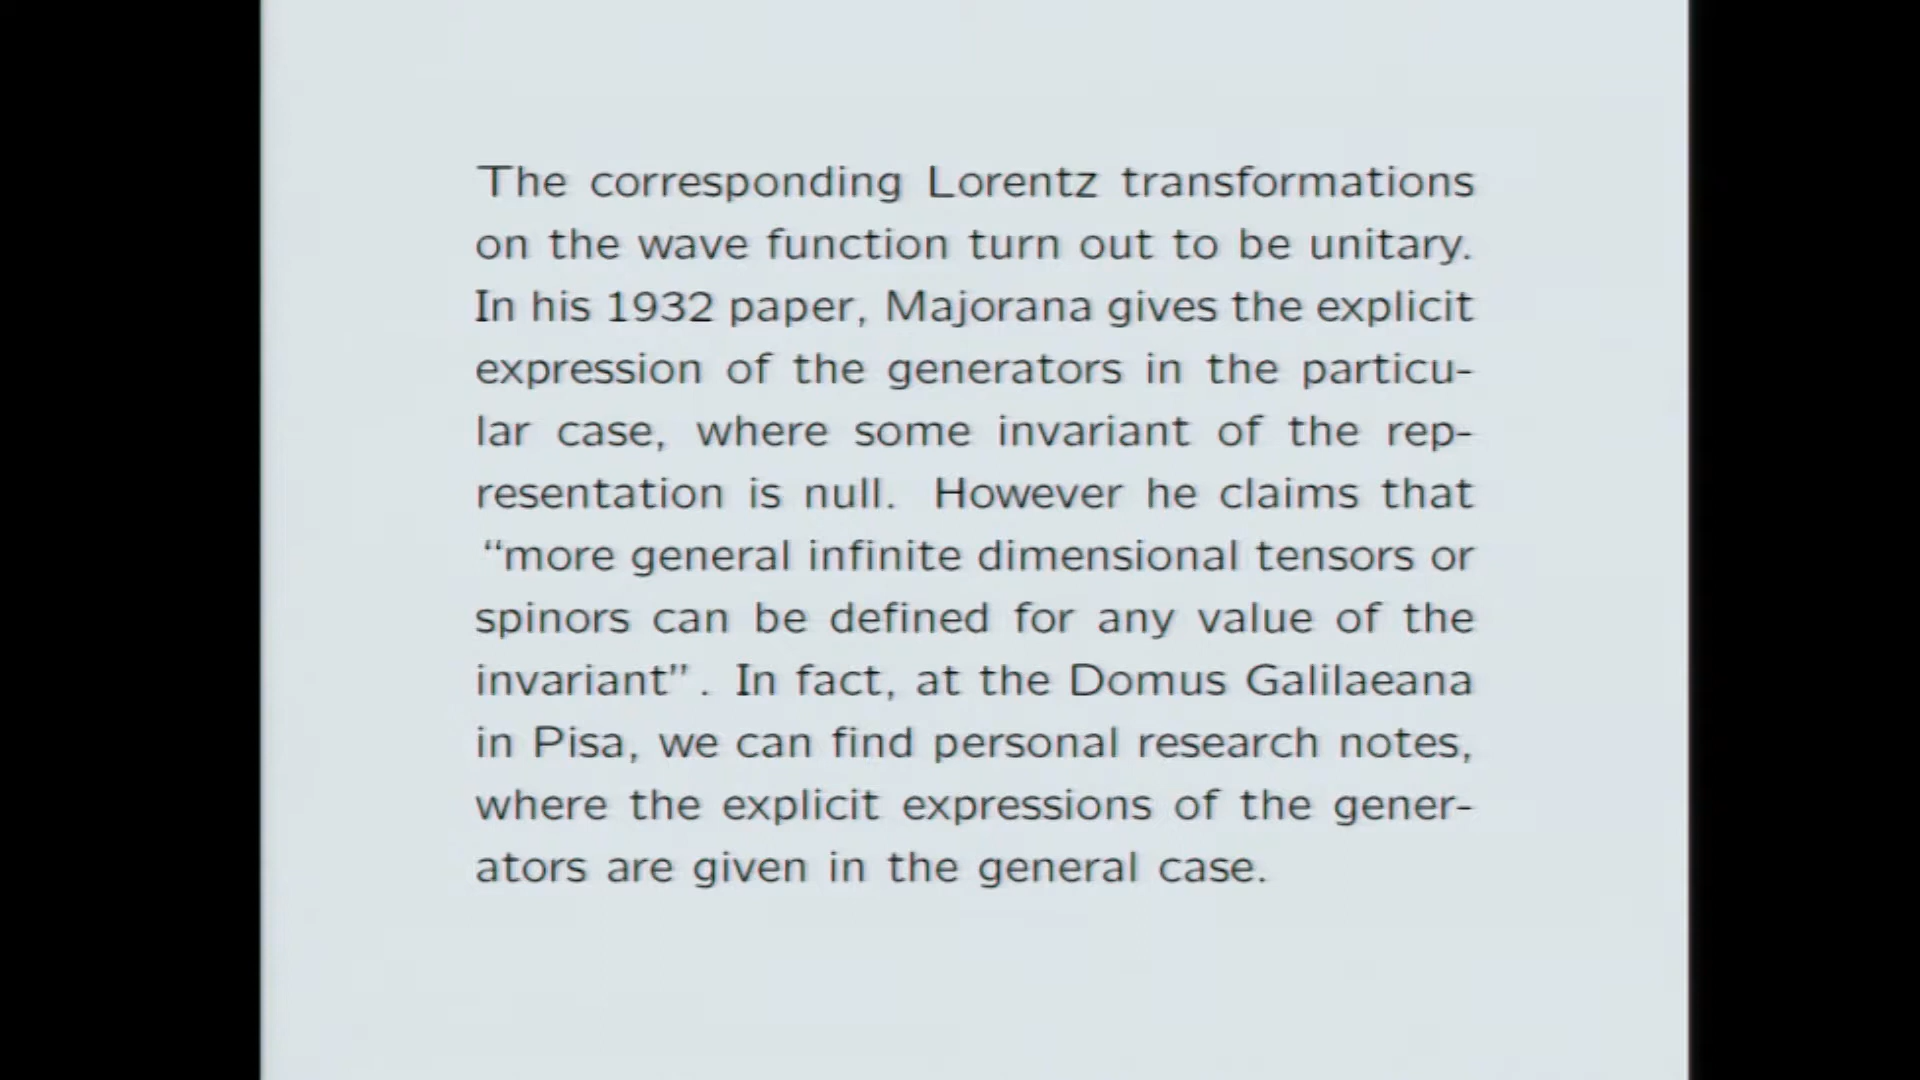 The corresponding Lorentz transformations
on the wave function turn out to be unitary.
In his 1932 paper, Majorana gives the explicit
expression of the generators in the particu-
lar case, where some invariant of the rep-
resentation is null. However he claims that
“more general infinite dimensional tensors or
spinors can be defined for any value of the
invariant”. In fact, at the Domus Galilaeana
in Pisa, we can find personal research notes,
where the explicit expressions of the gener-
ators are given in the general case.